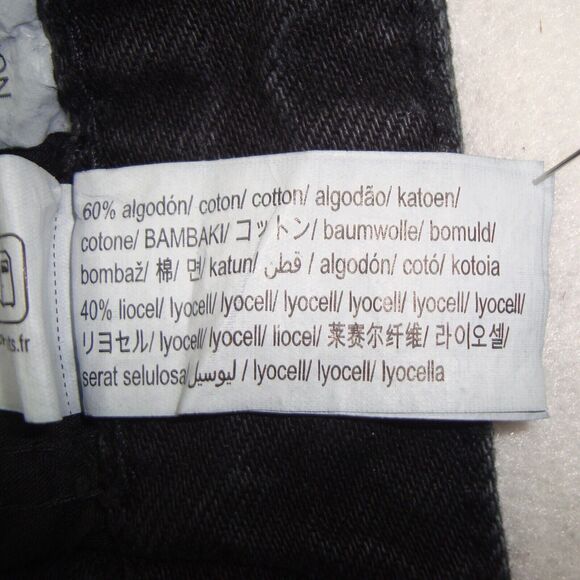 60% algodón/ coton/ cotton/ algodão/ katoen/
cotone/ BAMBAKI/ コットン/ baumwolle/ bomuld/
bombaž/ 棉/ 면/ katun/ قطن / algodón/ cotó/ kotoia
40% liocel/ lyocell/ lyocell/ lyocell/ lyocell/ lyocell/
リヨセル/ lyocell/ lyocell/ liocel/ 莱赛尔纤维/ 라이오셀/
serat selulosa/ ليوسيل / lyocell/ lyocell/ lyocella
nts.fr